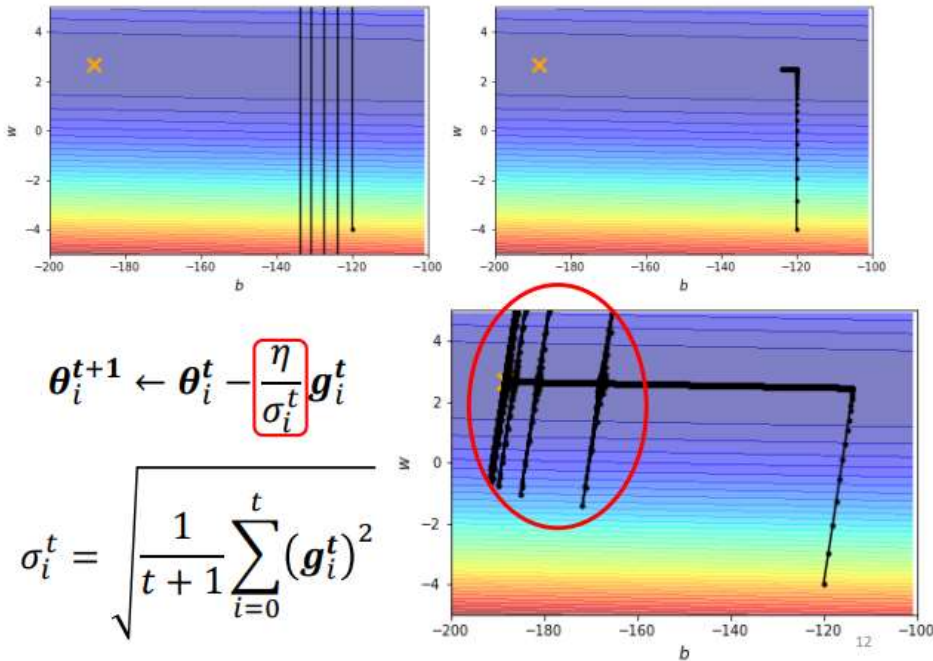 4
2
0
−2
−4
w
−200 −180 −160 −140 −120 −100
b
4
2
0
−2
−4
w
−200 −180 −160 −140 −120 −100
b
θ_i^{t+1} ← θ_i^t − η/σ_i^t g_i^t
σ_i^t = √(1/(t + 1) ∑_{i=0}^{t} (g_i^t)^2)
4
2
0
−2
−4
w
−200 −180 −160 −140 −120 −100
b
12